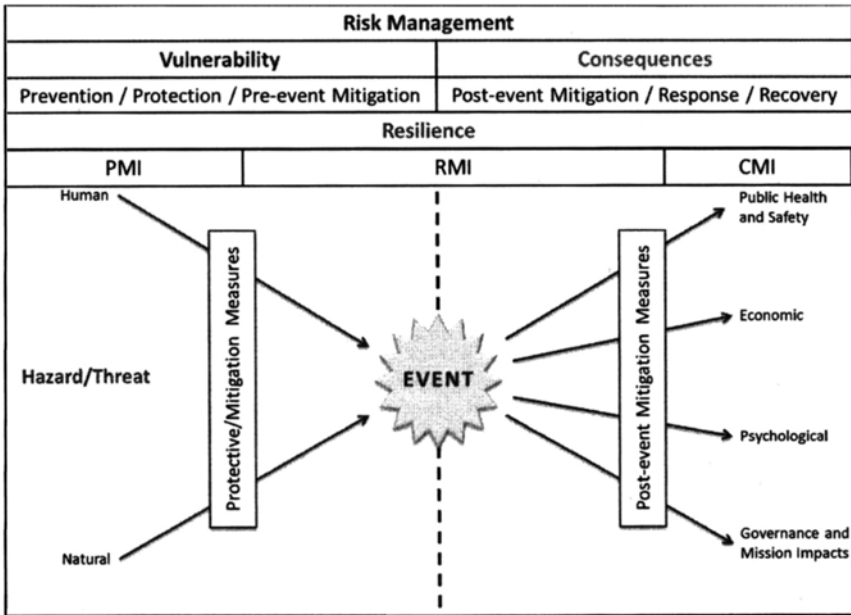 Risk Management
Vulnerability
Consequences
Prevention / Protection / Pre-event Mitigation
Post-event Mitigation / Response / Recovery
Resilience
PMI
RMI
CMI
Human
Public Health
and Safety
Protective/Mitigation Measures
Post-event Mitigation Measures
Economic
Hazard/Threat
EVENT
Psychological
Natural
Governance and
Mission Impacts